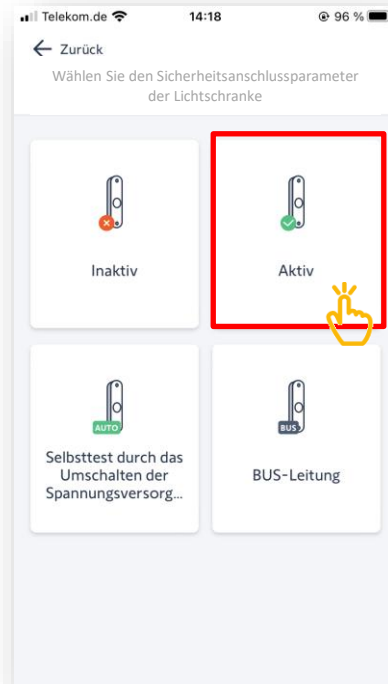 Telekom.de 14:18 96 %
Zurück
Wählen Sie den Sicherheitsanschlussparameter
der Lichtschranke
Inaktiv
Aktiv
AUTO
BUS
Selbsttest durch das
Umschalten der
Spannungsversorg...
BUS-Leitung